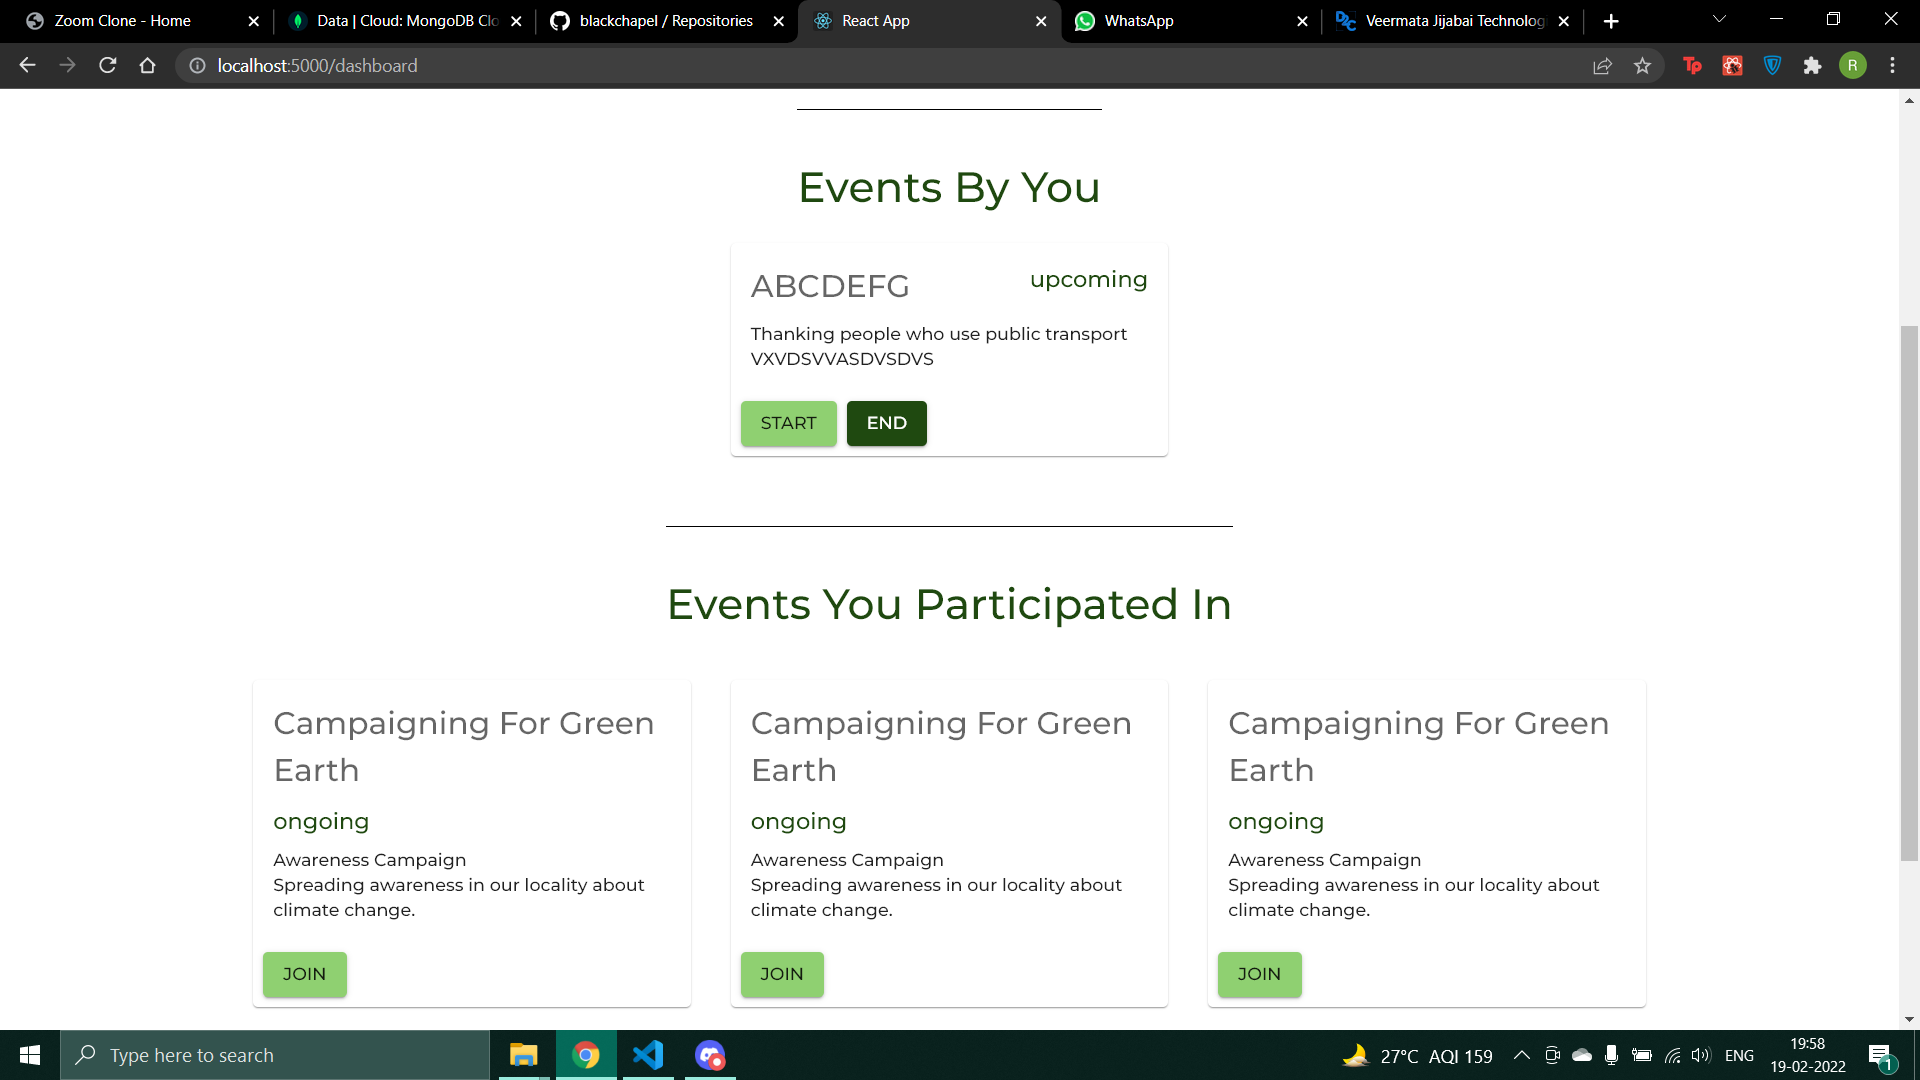 Zoom Clone - Home
Data | Cloud: MongoDB Clo
blackchapel / Repositories
React App
WhatsApp
Veermata Jijabai Technologi
localhost:5000/dashboard
R
Events By You
ABCDEFG
upcoming
Thanking people who use public transport
VXVDSVVASDVSDVS
START
END
Events You Participated In
Campaigning For Green
Earth
ongoing
Awareness Campaign
Spreading awareness in our locality about
climate change.
JOIN
Campaigning For Green
Earth
ongoing
Awareness Campaign
Spreading awareness in our locality about
climate change.
JOIN
Campaigning For Green
Earth
ongoing
Awareness Campaign
Spreading awareness in our locality about
climate change.
JOIN
Type here to search
27°C AQI 159
ENG
19:58
19-02-2022
1